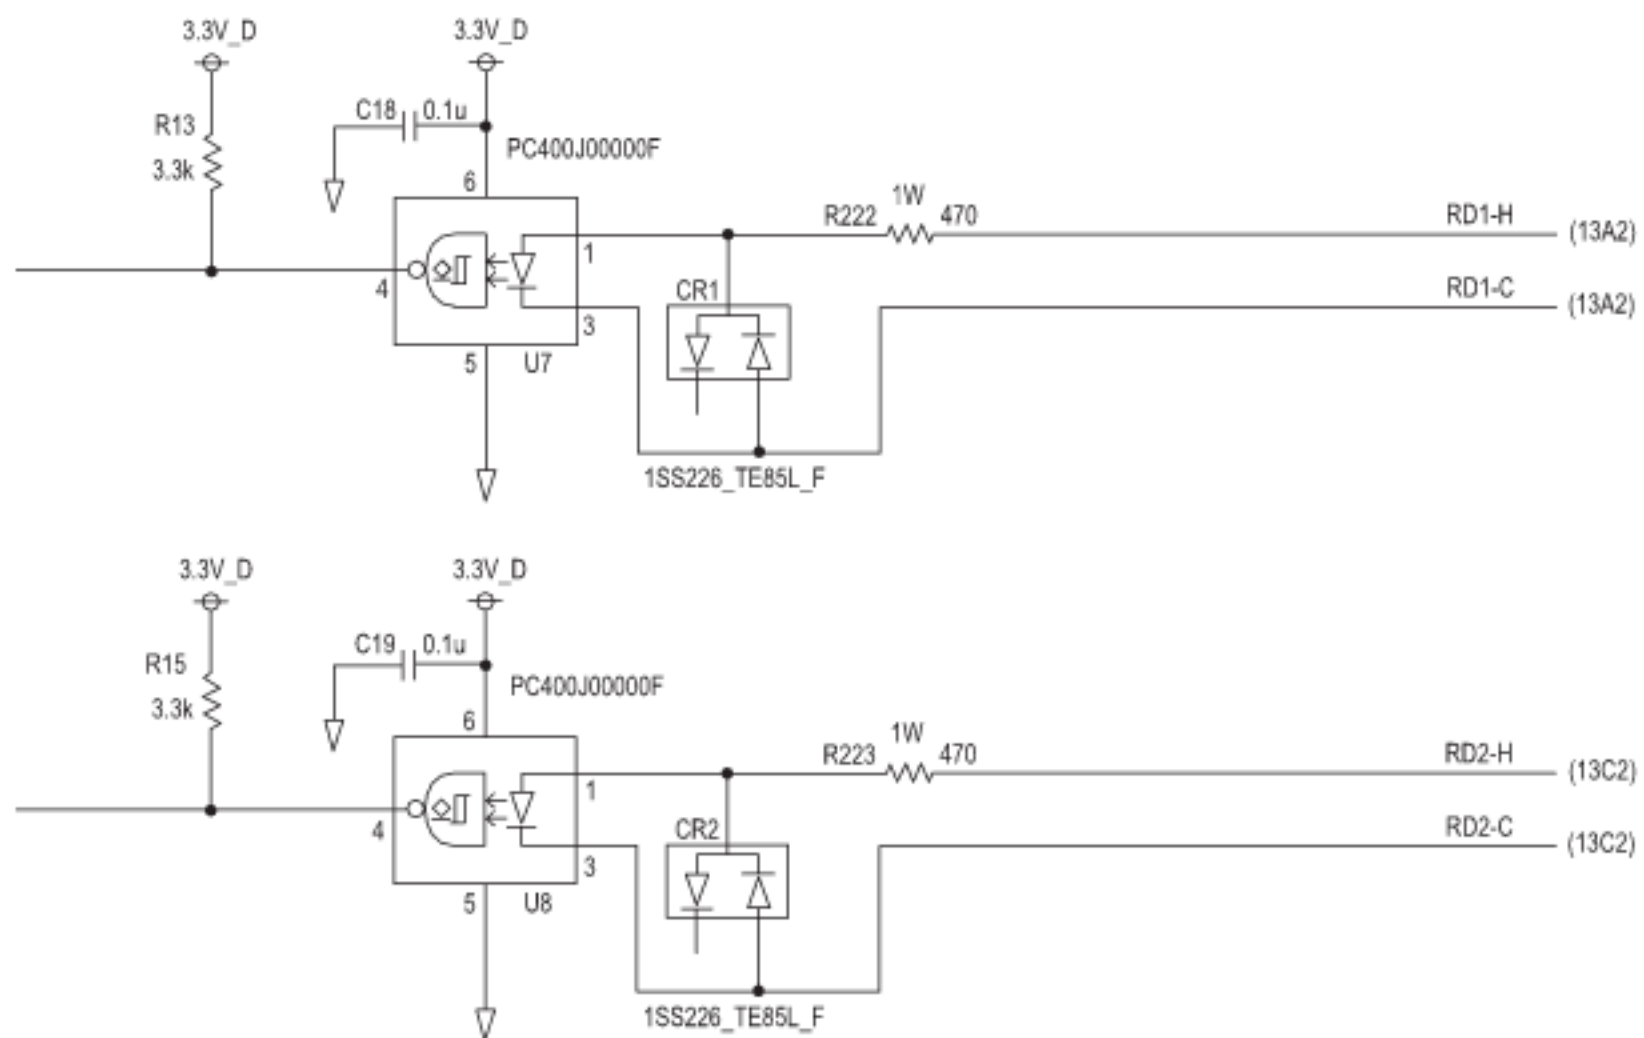 3.3V_D
3.3V_D
C18 0.1u
R13
3.3k
PC400J00000F
6
1W
R222 470
RD1-H (13A2)
1
4
CR1
RD1-C (13A2)
3
5
U7
1SS226_TE85L_F
3.3V_D
3.3V_D
C19 0.1u
R15
3.3k
PC400J00000F
6
1W
R223 470
RD2-H (13C2)
1
4
CR2
RD2-C (13C2)
3
5
U8
1SS226_TE85L_F